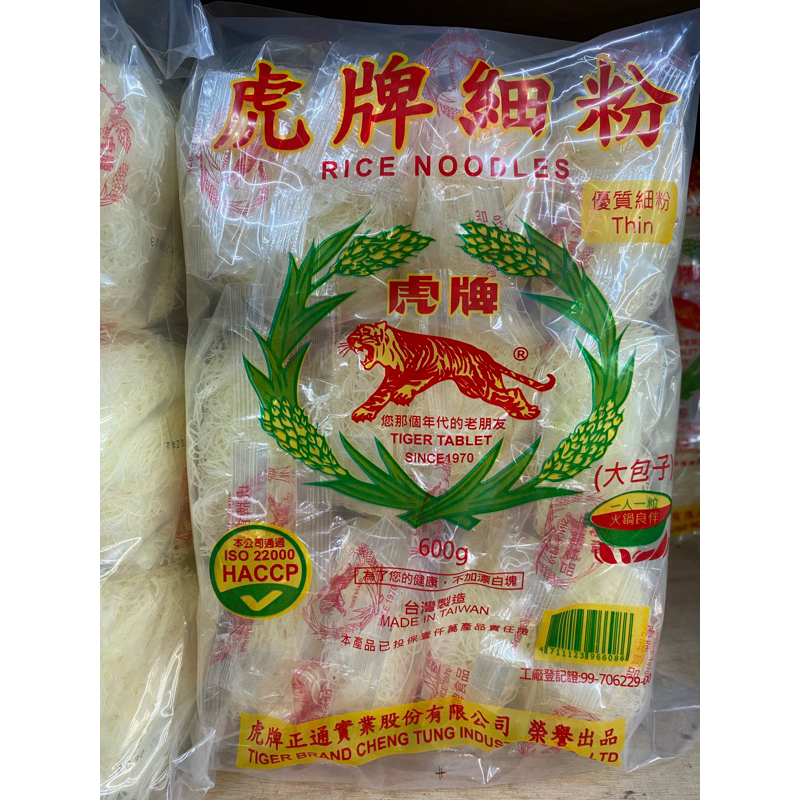 虎牌細粉
RICE NOODLES
優質細粉
Thin
虎牌
®
您那個年代的老朋友
TIGER TABLET
SINCE1970
(大包子)
一人一粒
火鍋良伴
600g
本公司通過
ISO 22000
HACCP
為了您的健康，不加漂白塊
台灣製造
MADE IN TAIWAN
本產品已投保壹仟萬產品責任險
4711123966086
工廠登記證:99-706229-0
虎牌正通實業股份有限公司 榮譽出品
TIGER BRAND CHENG TUNG INDUS LTD